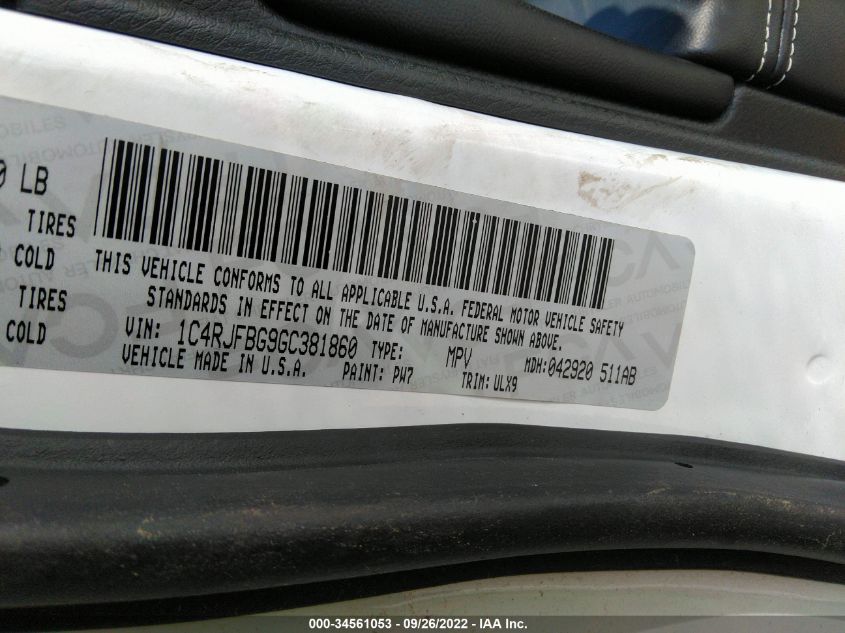 0 LB
TIRES
COLD
TIRES
COLD
THIS VEHICLE CONFORMS TO ALL APPLICABLE U.S.A. FEDERAL MOTOR VEHICLE SAFETY
STANDARDS IN EFFECT ON THE DATE OF MANUFACTURE SHOWN ABOVE.
VIN: 1C4RJFBG9GC381860 TYPE: MPV MDH:042920 511AB
VEHICLE MADE IN U.S.A. PAINT: PW7 TRIM: ULX9
000-34561053 — 09/26/2022 — IAA Inc.